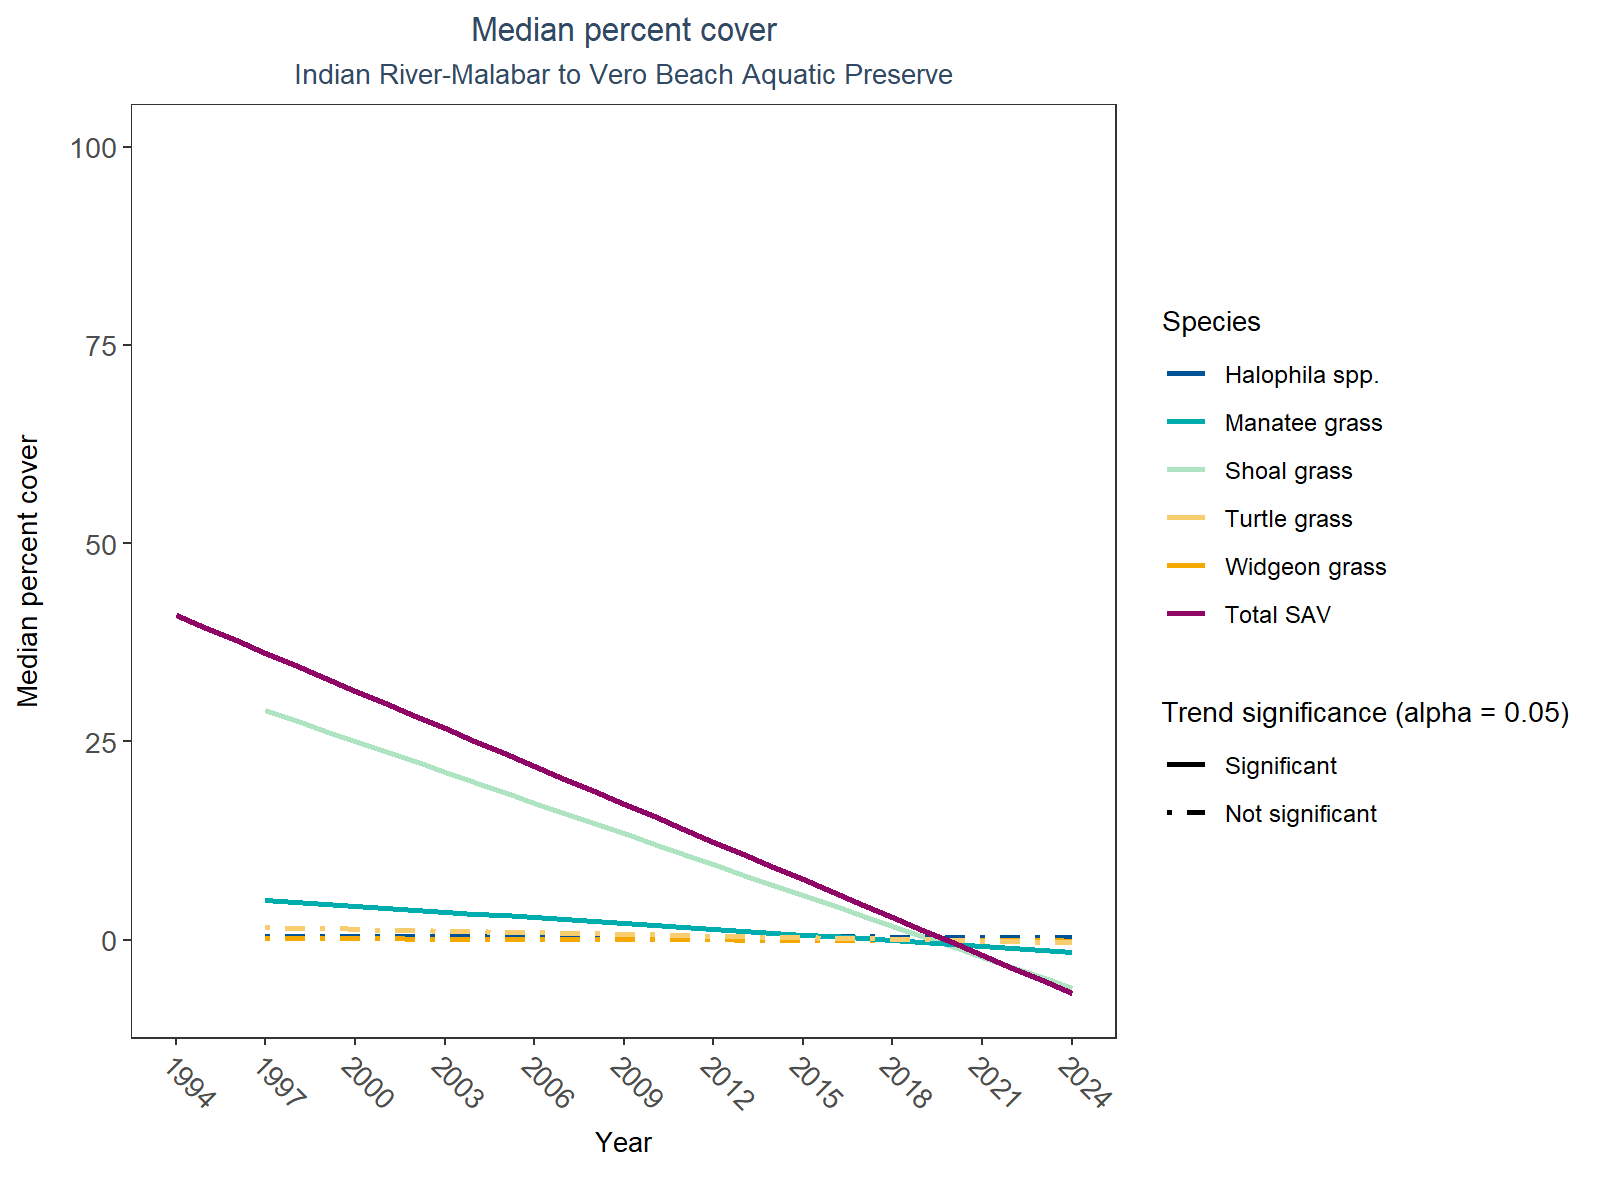 Median percent cover
Indian River-Malabar to Vero Beach Aquatic Preserve
Median percent cover
100
75
50
25
0
1994
1997
2000
2003
2006
2009
2012
2015
2018
2021
2024
Year
Species
Halophila spp.
Manatee grass
Shoal grass
Turtle grass
Widgeon grass
Total SAV
Trend significance (alpha = 0.05)
Significant
Not significant